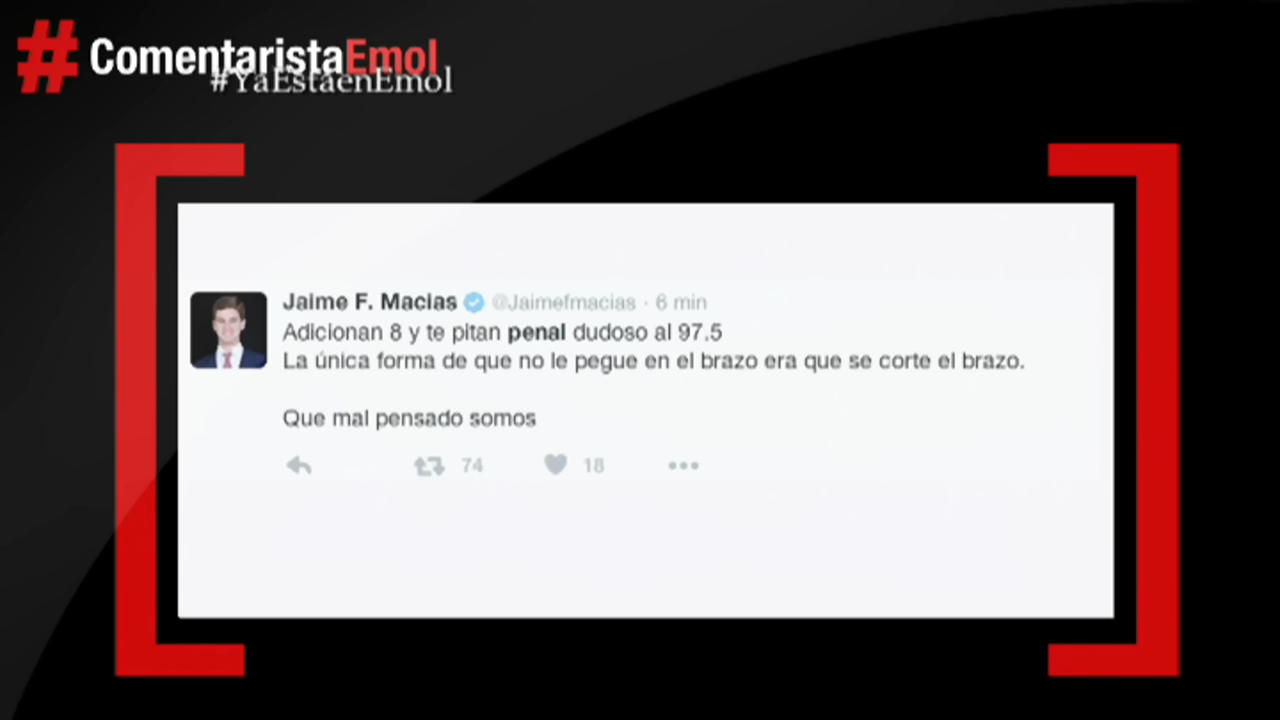 #ComentaristaEmol
#YaEstaenEmol
Jaime F. Macias @Jaimefmacias · 6 min
Adicionan 8 y te pitan penal dudoso al 97.5
La única forma de que no le pegue en el brazo era que se corte el brazo.
Que mal pensado somos
74 18